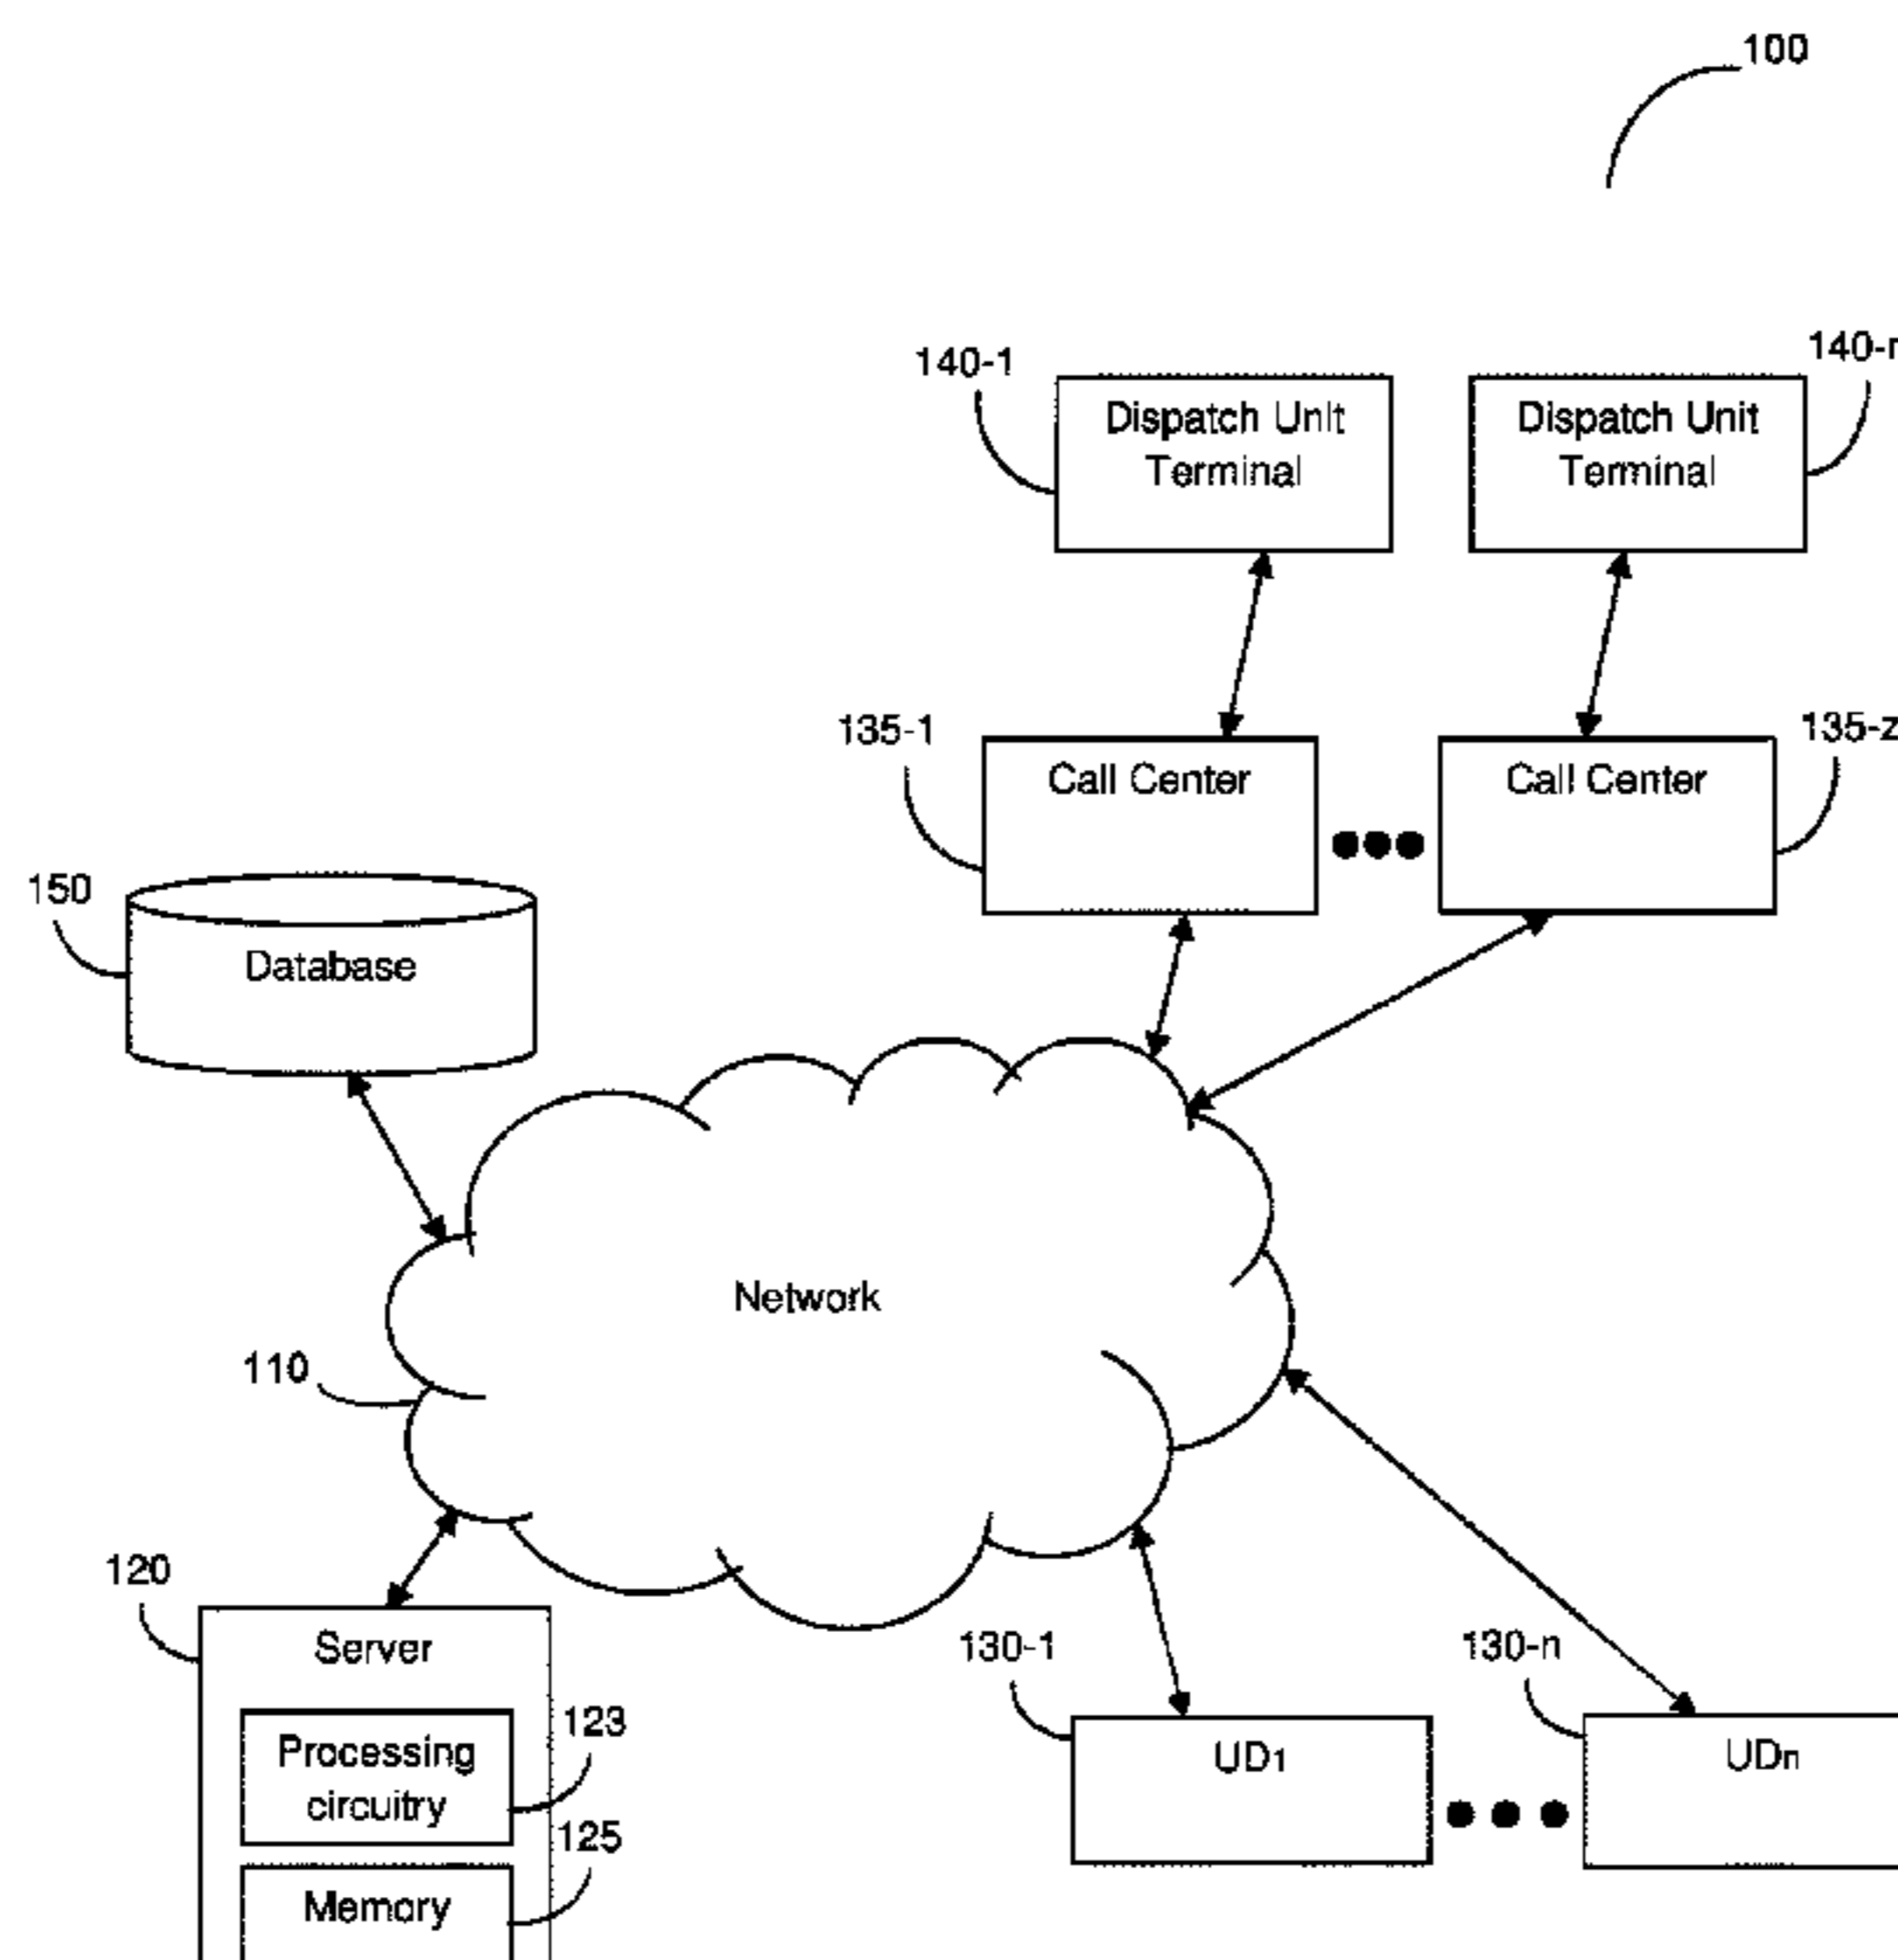 100
140-1
Dispatch Unit
Terminal
Dispatch Unit
Terminal
135-1
Call Center
Call Center
135-z
150
Database
Network
110
120
Server
Processing
circuitry
123
125
Memory
130-1
UD1
130-n
UDn